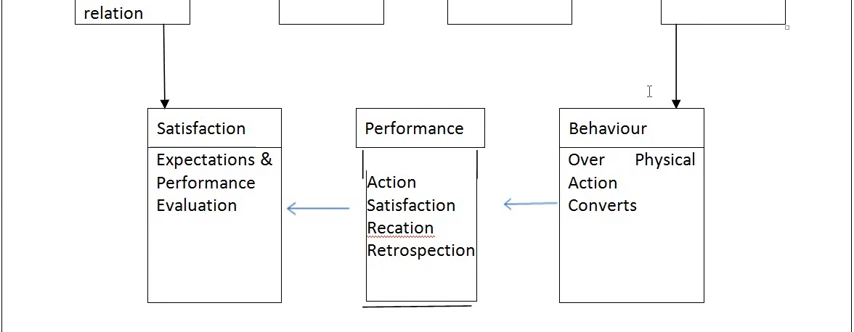 relation
Satisfaction
Expectations &
Performance
Evaluation
Performance
Action
Satisfaction
Recation
Retrospection
Behaviour
Over Physical
Action
Converts